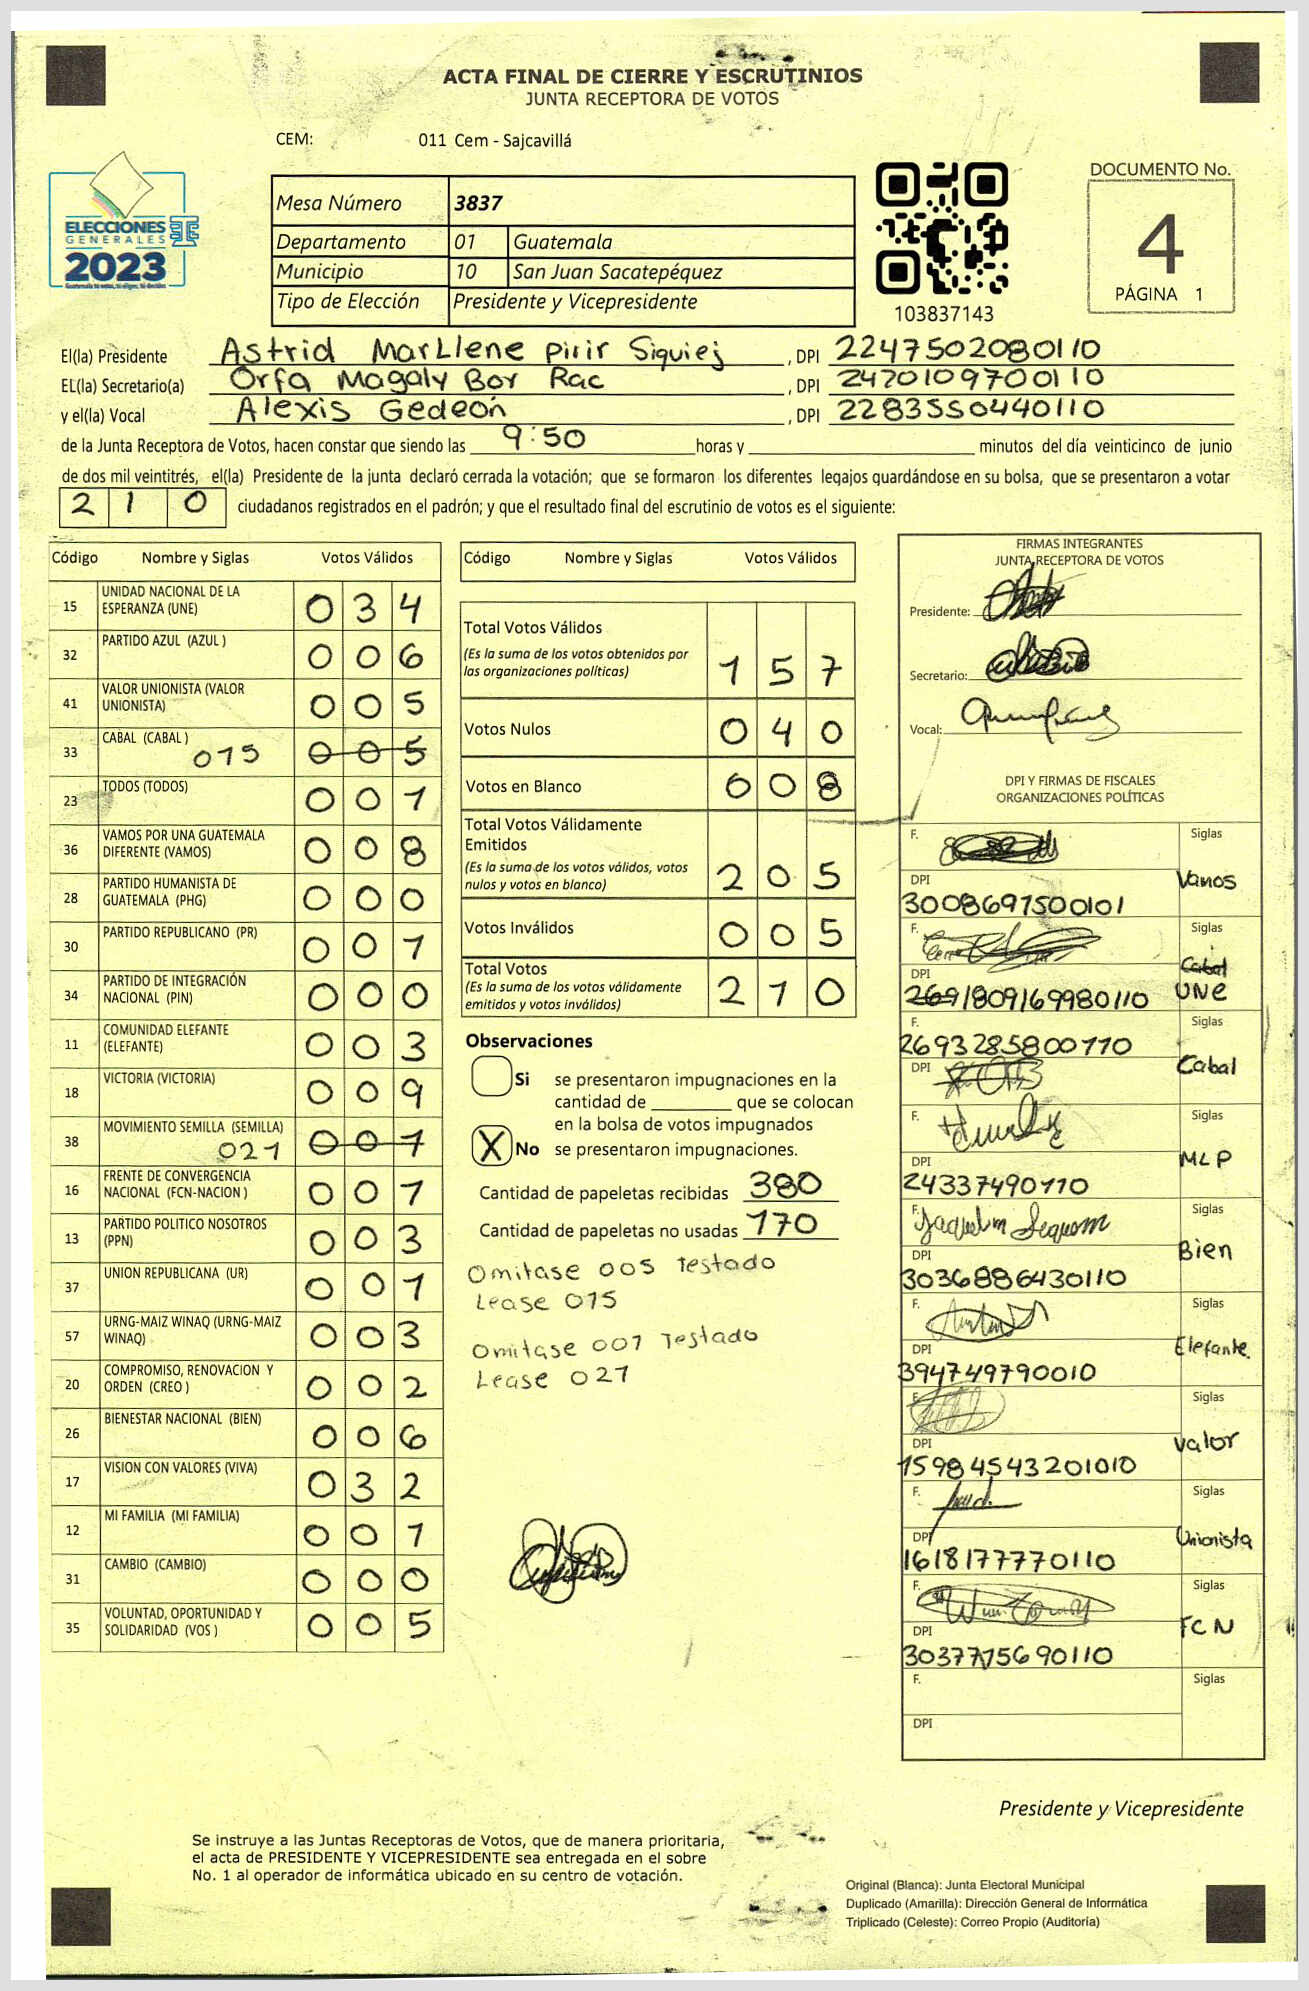 ACTA FINAL DE CIERRE Y ESCRUTINIOS
JUNTA RECEPTORA DE VOTOS
CEM: 011 Cem - Sajcavillá
ELECCIONES
GENERALES
2023
Mesa Número 3837
Departamento 01 Guatemala
Municipio 10 San Juan Sacatepéquez
Tipo de Elección Presidente y Vicepresidente
103837143
DOCUMENTO No.
4
PÁGINA 1
El(la) Presidente Astrid MarLlene Pirir Siquiej, DPI 2247502080110
EL(la) Secretario(a) Orfa Magaly Bor Rac, DPI 2470109700110
y el(la) Vocal Alexis Gedeón, DPI 2283550440110
de la Junta Receptora de Votos, hacen constar que siendo las 9:50 horas y ______ minutos del día veinticinco de junio
de dos mil veintitrés, el(la) Presidente de la junta declaró cerrada la votación; que se formaron los diferentes legajos guardándose en su bolsa, que se presentaron a votar
2 1 0 ciudadanos registrados en el padrón; y que el resultado final del escrutinio de votos es el siguiente:
Código Nombre y Siglas Votos Válidos
15 UNIDAD NACIONAL DE LA
ESPERANZA (UNE) 0 3 4
32 PARTIDO AZUL (AZUL ) 0 0 6
41 VALOR UNIONISTA (VALOR
UNIONISTA) 0 0 5
33 CABAL (CABAL ) 015 0 0 5
23 TODOS (TODOS) 0 0 1
36 VAMOS POR UNA GUATEMALA
DIFERENTE (VAMOS) 0 0 8
28 PARTIDO HUMANISTA DE
GUATEMALA (PHG) 0 0 0
30 PARTIDO REPUBLICANO (PR) 0 0 1
34 PARTIDO DE INTEGRACIÓN
NACIONAL (PIN) 0 0 0
11 COMUNIDAD ELEFANTE
(ELEFANTE) 0 0 3
18 VICTORIA (VICTORIA) 0 0 9
38 MOVIMIENTO SEMILLA (SEMILLA) 021 0 0 1
16 FRENTE DE CONVERGENCIA
NACIONAL (FCN-NACION ) 0 0 1
13 PARTIDO POLITICO NOSOTROS
(PPN) 0 0 3
37 UNION REPUBLICANA (UR) 0 0 1
57 URNG-MAIZ WINAQ (URNG-MAIZ
WINAQ) 0 0 3
20 COMPROMISO, RENOVACION Y
ORDEN (CREO ) 0 0 2
26 BIENESTAR NACIONAL (BIEN) 0 0 6
17 VISION CON VALORES (VIVA) 0 3 2
12 MI FAMILIA (MI FAMILIA) 0 0 1
31 CAMBIO (CAMBIO) 0 0 0
35 VOLUNTAD, OPORTUNIDAD Y
SOLIDARIDAD (VOS ) 0 0 5
Código Nombre y Siglas Votos Válidos
Total Votos Válidos
(Es la suma de los votos obtenidos por
las organizaciones políticas) 1 5 7
Votos Nulos 0 4 0
Votos en Blanco 0 0 8
Total Votos Válidamente
Emitidos
(Es la suma de los votos válidos, votos
nulos y votos en blanco) 2 0 5
Votos Inválidos 0 0 5
Total Votos
(Es la suma de los votos válidamente
emitidos y votos inválidos) 2 1 0
Observaciones
Si se presentaron impugnaciones en la
cantidad de ________ que se colocan
en la bolsa de votos impugnados
X No se presentaron impugnaciones.
Cantidad de papeletas recibidas 380
Cantidad de papeletas no usadas 170
Omitase 005 Testado
Lease 015
Omitase 001 Testado
Lease 021
FIRMAS INTEGRANTES
JUNTA RECEPTORA DE VOTOS
Presidente:
Secretario:
Vocal:
DPI Y FIRMAS DE FISCALES
ORGANIZACIONES POLÍTICAS
F. Siglas
DPI Vamos
3008697500101
F. Siglas
Cabal
DPI UNE
2691809169980110
F. Siglas
2693285800110
DPI Cabal
F. Siglas
DPI MLP
24337490110
F. Siglas
Jaquelin Sequem
DPI Bien
3036886430110
F. Siglas
DPI Elefante
394749790010
F. Siglas
DPI Valor
1598454320101​0
F. Siglas
DPI Unionista
1618177770110
F. Siglas
DPI FCN
3037715690110
F. Siglas
DPI
Presidente y Vicepresidente
Se instruye a las Juntas Receptoras de Votos, que de manera prioritaria,
el acta de PRESIDENTE Y VICEPRESIDENTE sea entregada en el sobre
No. 1 al operador de informática ubicado en su centro de votación.
Original (Blanca): Junta Electoral Municipal
Duplicado (Amarilla): Dirección General de Informática
Triplicado (Celeste): Correo Propio (Auditoría)